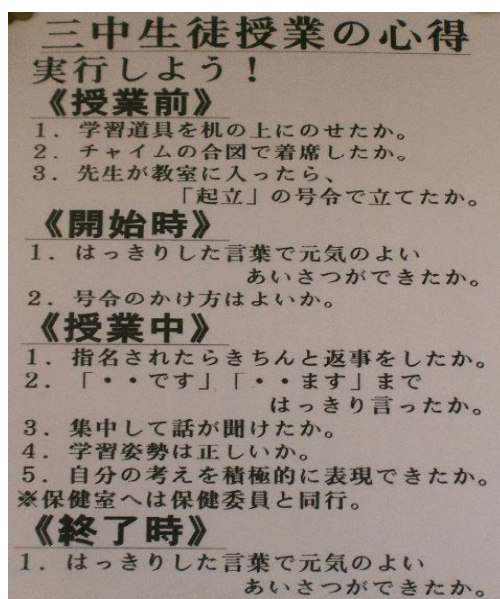 三中生徒授業の心得
実行しよう！
《授業前》
1．学習道具を机の上にのせたか。
2．チャイムの合図で着席したか。
3．先生が教室に入ったら、
「起立」の号令で立てたか。
《開始時》
1．はっきりした言葉で元気のよい
あいさつができたか。
2．号令のかけ方はよいか。
《授業中》
1．指名されたらきちんと返事をしたか。
2．「・・です」「・・ます」まで
はっきり言ったか。
3．集中して話が聞けたか。
4．学習姿勢は正しいか。
5．自分の考えを積極的に表現できたか。
※保健室へは保健委員と同行。
《終了時》
1．はっきりした言葉で元気のよい
あいさつができたか。